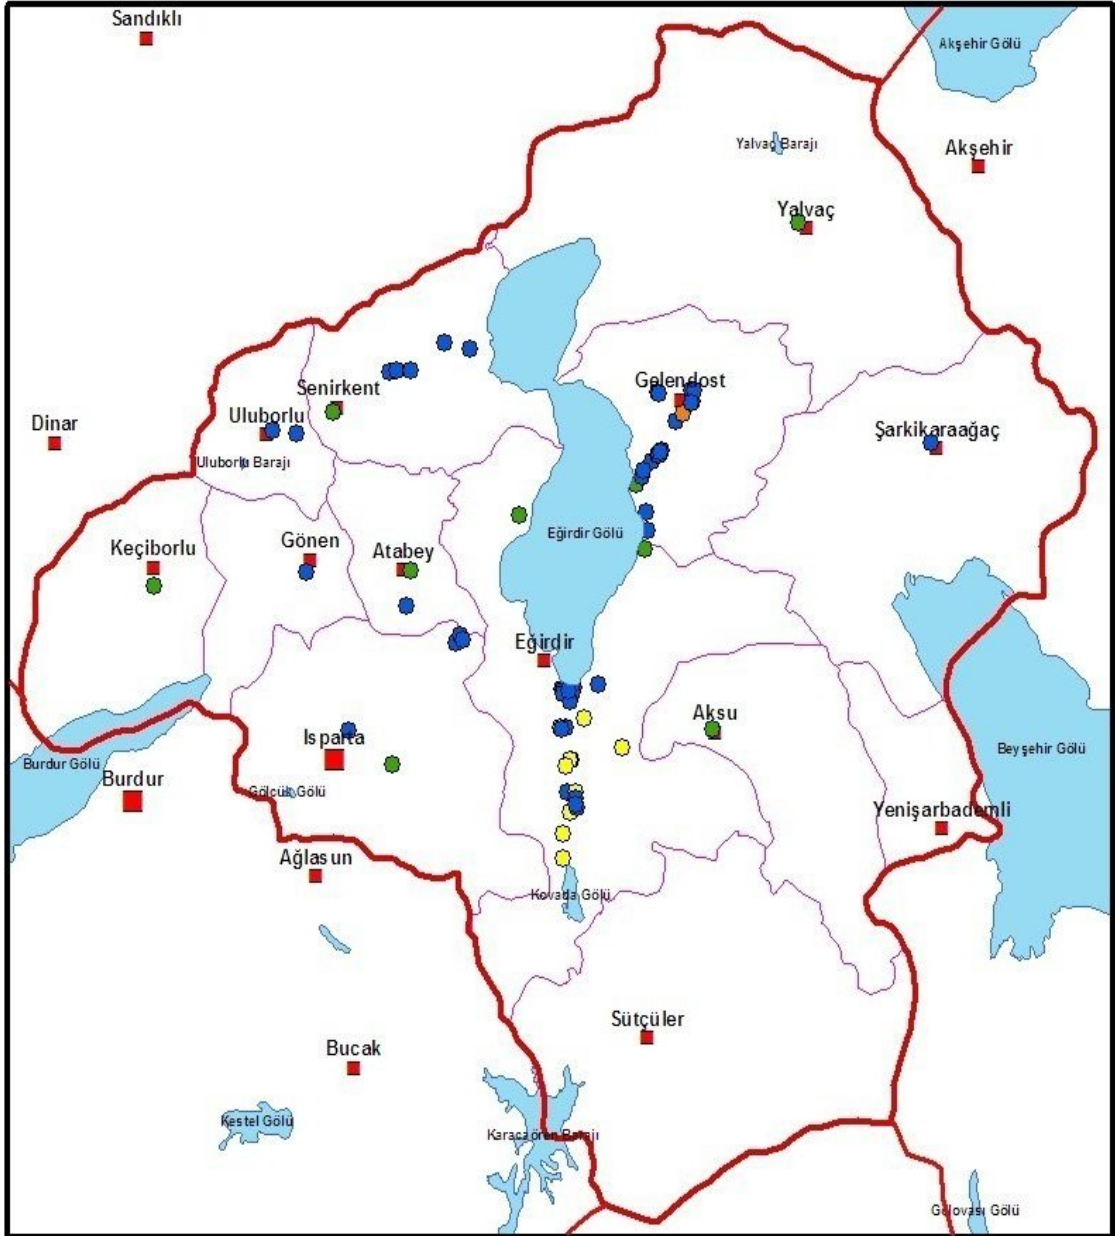 Sandıklı
Akşehir Gölü
Yalvaç Barajı
Akşehir
Yalvaç
Gelendost
Senirkent
Uluborlu
Dinar
Şarkikaraağaç
Uluborlu Barajı
Eğirdir Gölü
Gönen
Keçiborlu
Atabey
Eğirdir
Aksu
Isparta
Beyşehir Gölü
Burdur Gölü
Burdur
Gölcük Gölü
Yenişarbademli
Ağlasun
Kovada Gölü
Sütçüler
Bucak
Kestel Gölü
Karacaören Barajı
Gölovası Gölü